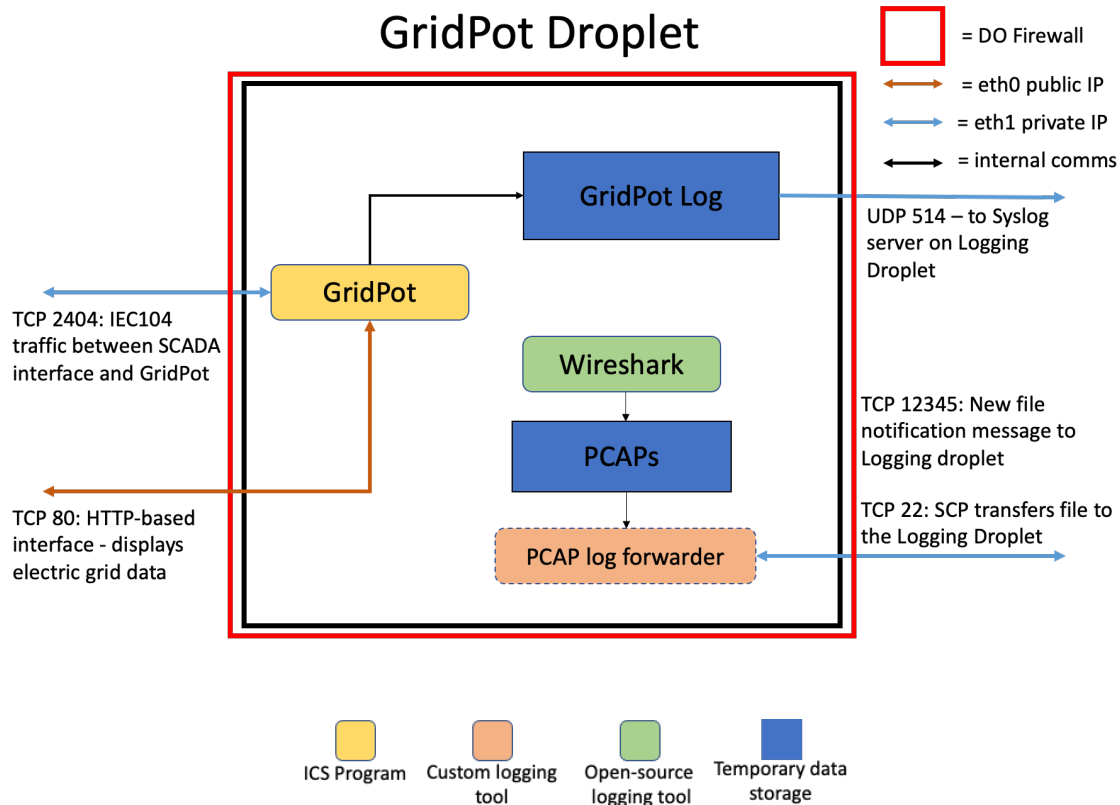 GridPot Droplet
= DO Firewall
= eth0 public IP
= eth1 private IP
= internal comms
GridPot Log
UDP 514 – to Syslog
server on Logging
Droplet
GridPot
TCP 2404: IEC104
traffic between SCADA
interface and GridPot
Wireshark
TCP 12345: New file
notification message to
Logging droplet
PCAPs
TCP 80: HTTP-based
interface - displays
electric grid data
TCP 22: SCP transfers file to
the Logging Droplet
PCAP log forwarder
ICS Program
Custom logging
tool
Open-source
logging tool
Temporary data
storage